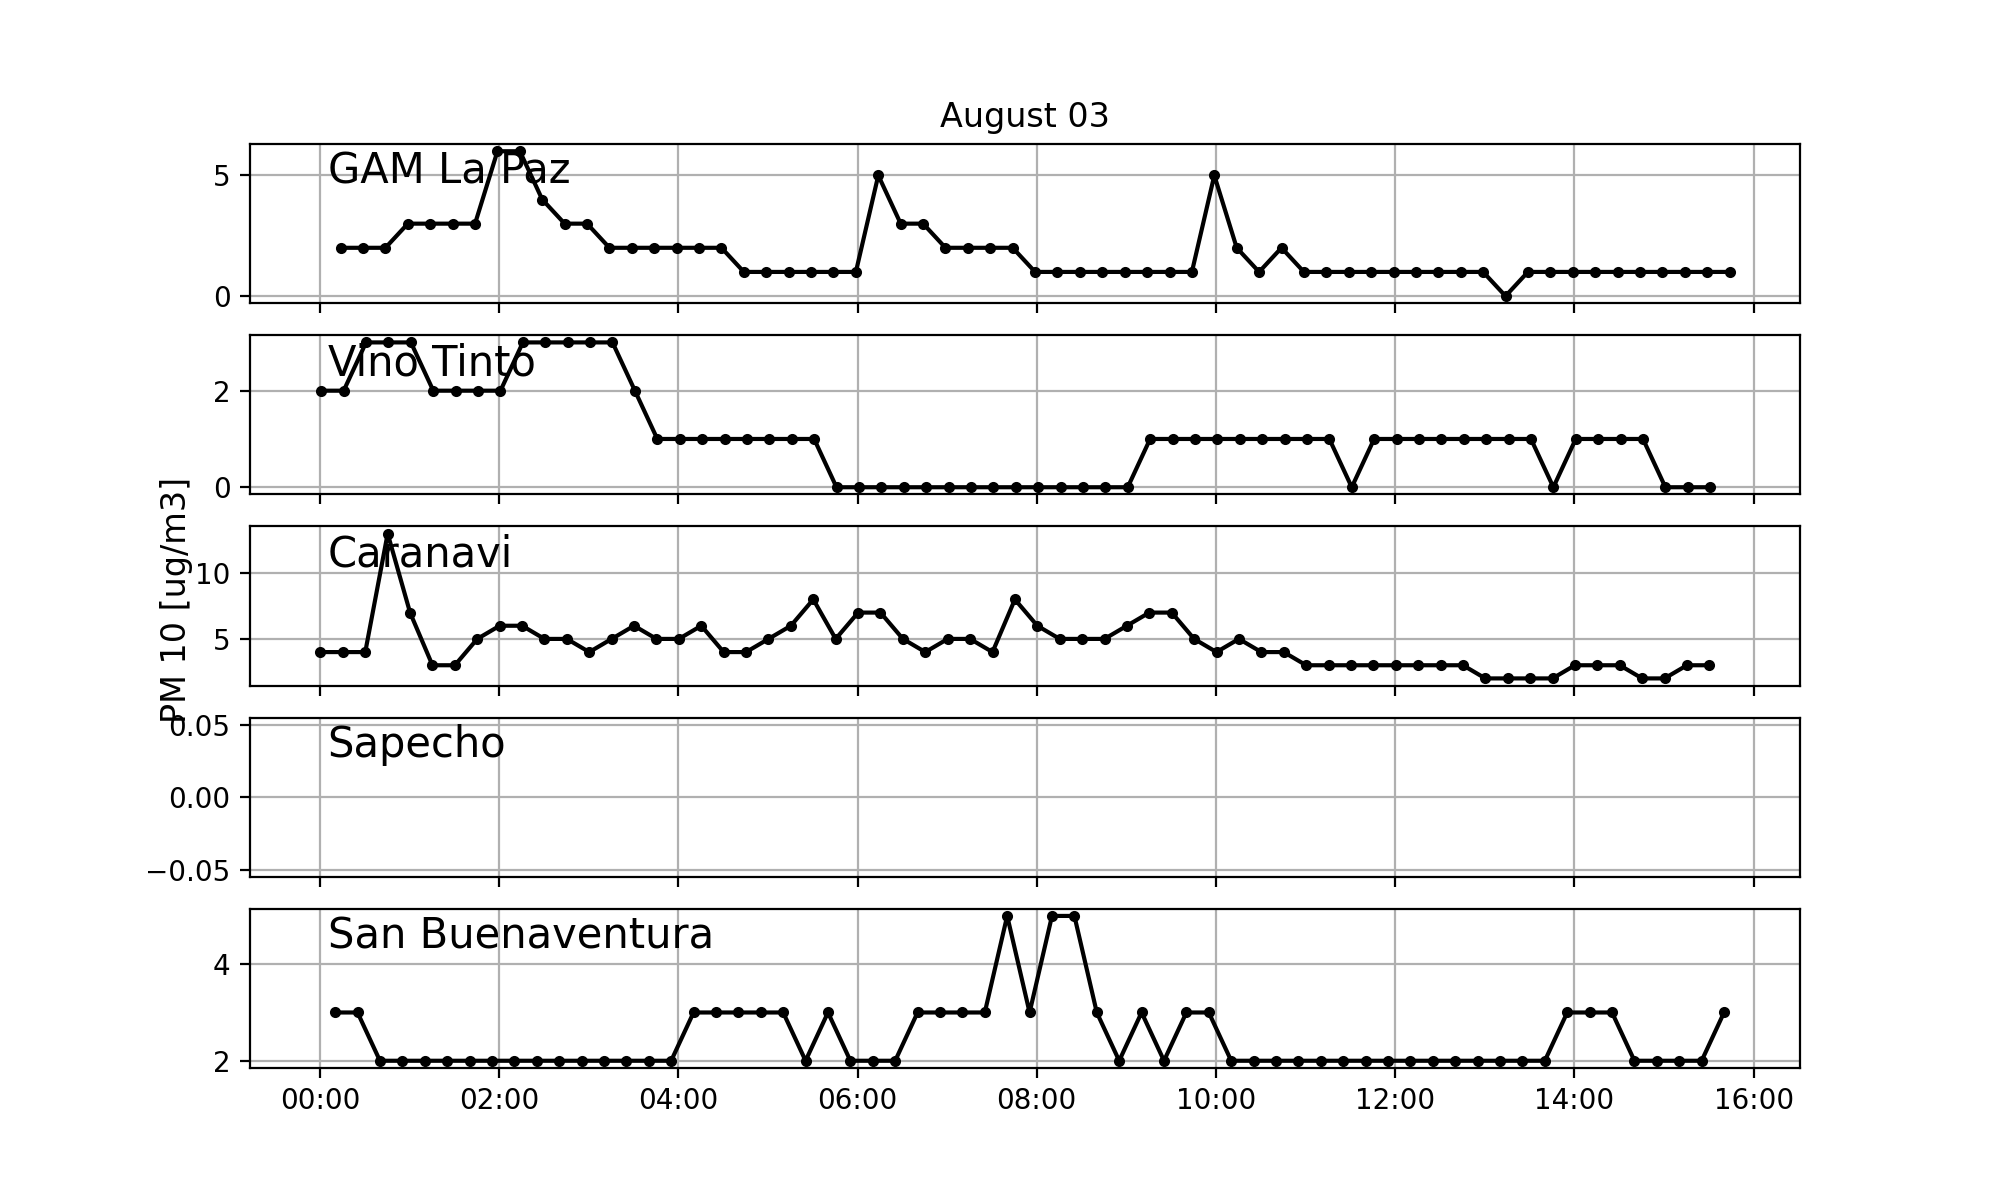 August 03
GAM La Paz
5
0
Vino Tinto
2
0
PM 10 [ug/m3]
Caranavi
10
5
Sapecho
0.05
0.00
−0.05
San Buenaventura
4
2
00:00 02:00 04:00 06:00 08:00 10:00 12:00 14:00 16:00